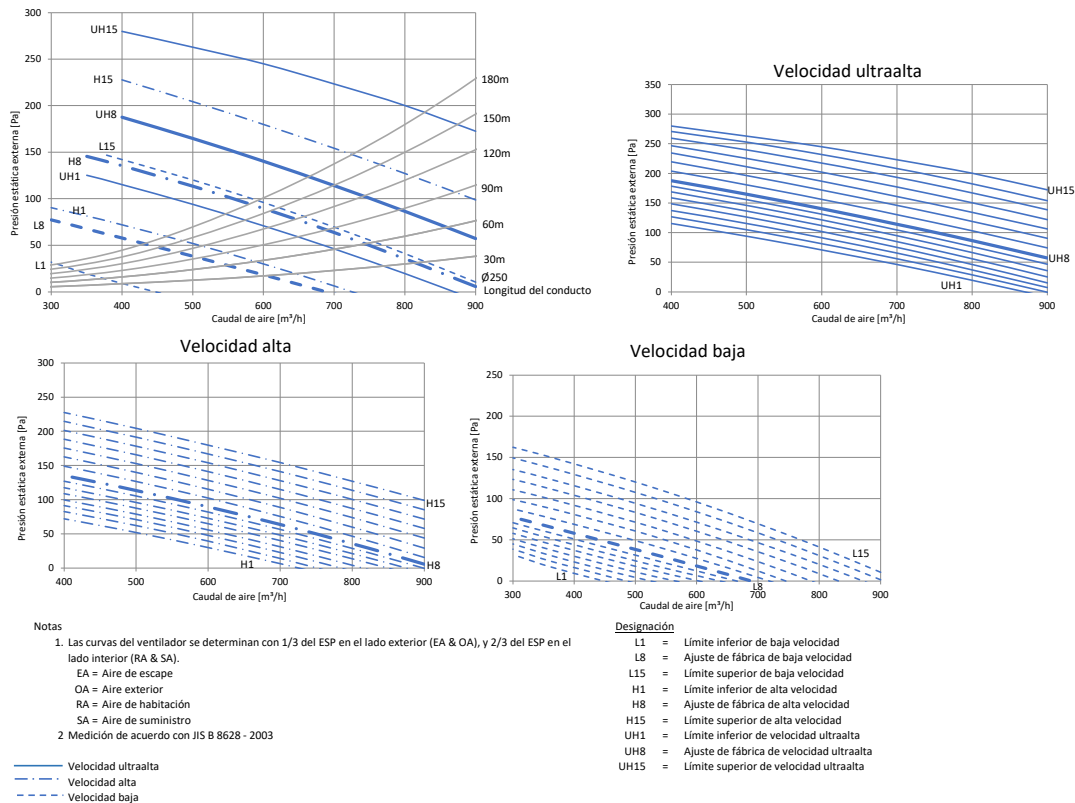 300
250
200
150
100
50
0
Presión estática externa [Pa]
UH15
H15
UH8
L15
H8
UH1
H1
L8
L1
180m
150m
120m
90m
60m
30m
Ø250
Longitud del conducto
300 400 500 600 700 800 900
Caudal de aire [m³/h]
Velocidad ultraalta
350
300
250
200
150
100
50
0
Presión estática externa [Pa]
UH15
UH8
UH1
400 500 600 700 800 900
Caudal de aire [m³/h]
Velocidad alta
300
250
200
150
100
50
0
Presión estática externa [Pa]
H15
H1
H8
400 500 600 700 800 900
Caudal de aire [m³/h]
Velocidad baja
250
200
150
100
50
0
Presión estática externa [Pa]
L15
L1
L8
300 400 500 600 700 800 900
Caudal de aire [m³/h]
Notas
1. Las curvas del ventilador se determinan con 1/3 del ESP en el lado exterior (EA & OA), y 2/3 del ESP en el
lado interior (RA & SA).
EA = Aire de escape
OA = Aire exterior
RA = Aire de habitación
SA = Aire de suministro
2 Medición de acuerdo con JIS B 8628 - 2003
Velocidad ultraalta
Velocidad alta
Velocidad baja
Designación
L1 = Límite inferior de baja velocidad
L8 = Ajuste de fábrica de baja velocidad
L15 = Límite superior de baja velocidad
H1 = Límite inferior de alta velocidad
H8 = Ajuste de fábrica de alta velocidad
H15 = Límite superior de alta velocidad
UH1 = Límite inferior de velocidad ultraalta
UH8 = Ajuste de fábrica de velocidad ultraalta
UH15 = Límite superior de velocidad ultraalta